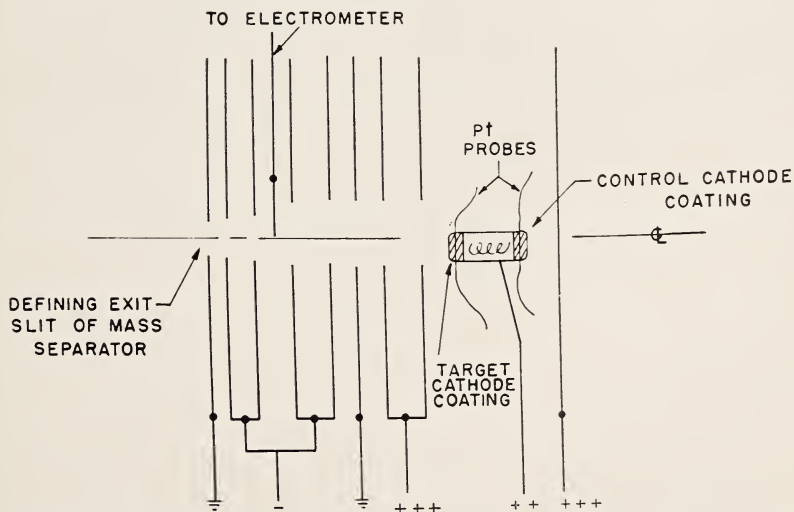 TO ELECTROMETER
Pt
PROBES
CONTROL CATHODE
COATING
℄
DEFINING EXIT
SLIT OF MASS
SEPARATOR
TARGET
CATHODE
COATING
-
+++
++
+++